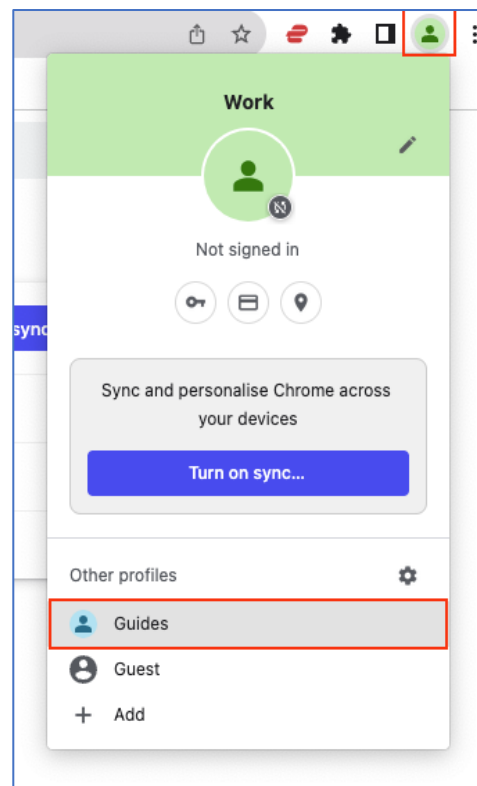 Work
Not signed in
sync
Sync and personalise Chrome across
your devices
Turn on sync...
Other profiles
Guides
Guest
Add